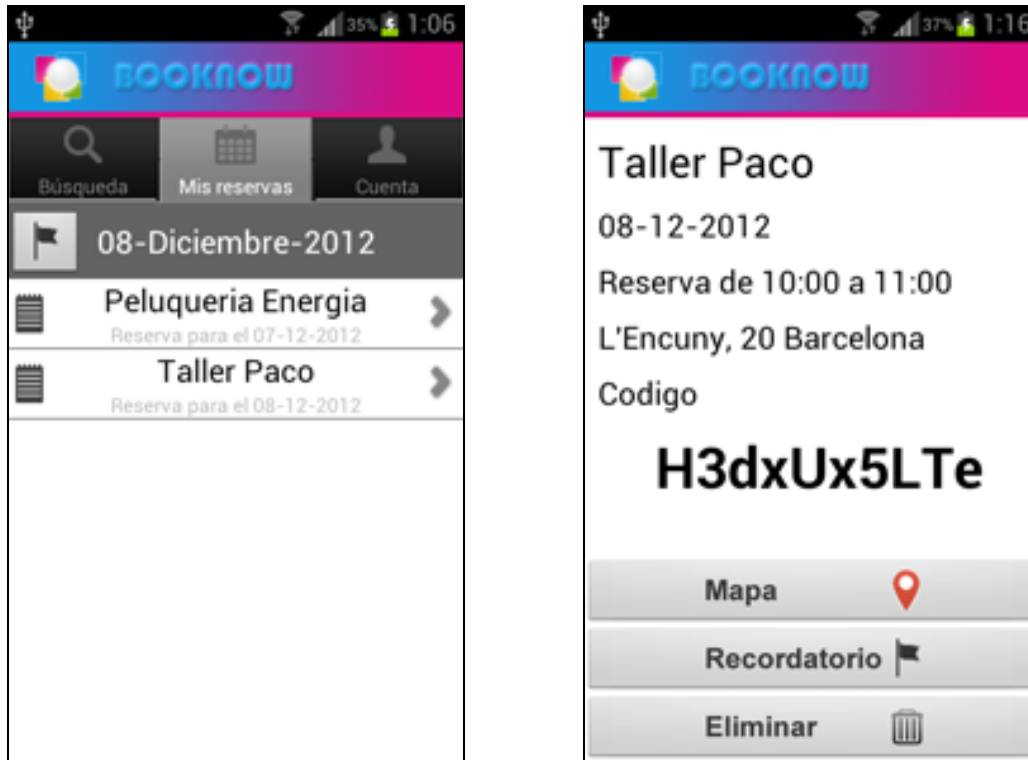 35% 1:06
BOOKNOW
Búsqueda Mis reservas Cuenta
08-Diciembre-2012
Peluqueria Energia
Reserva para el 07-12-2012
Taller Paco
Reserva para el 08-12-2012
37% 1:16
BOOKNOW
Taller Paco
08-12-2012
Reserva de 10:00 a 11:00
L'Encuny, 20 Barcelona
Codigo
H3dxUx5LTe
Mapa
Recordatorio
Eliminar